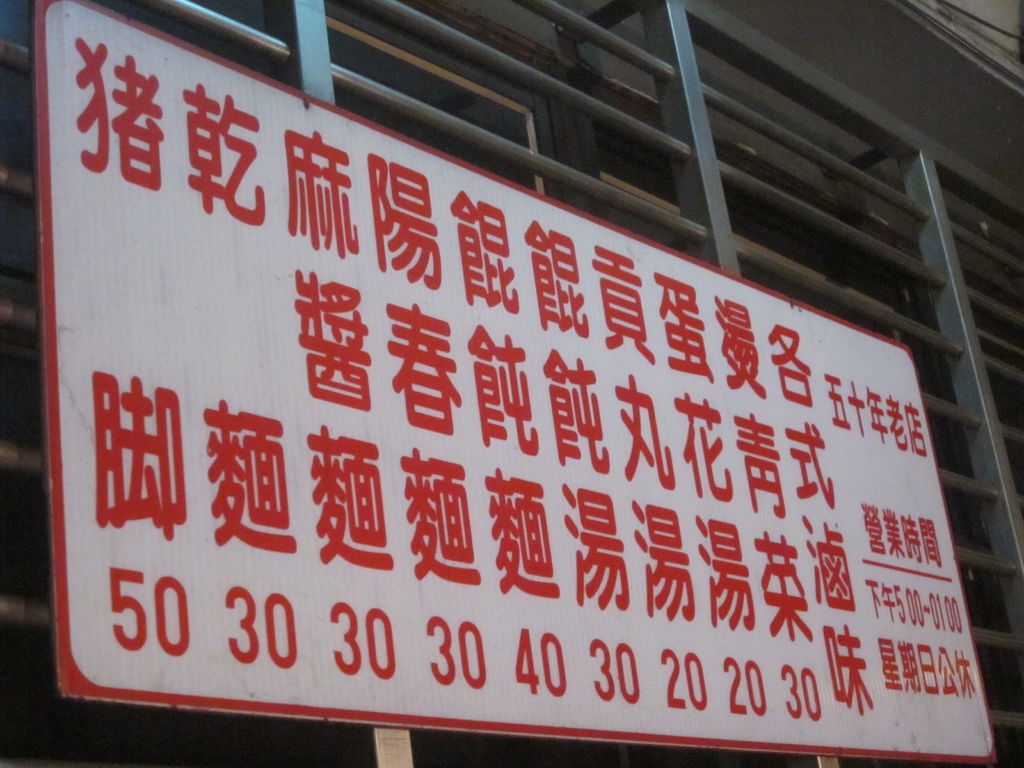 猪脚 50
乾麵 30
麻醬麵 30
陽春麵 30
餛飩麵 40
餛飩湯 30
貢丸湯 20
蛋花湯 20
燙青菜 30
各式滷味
五十年老店
營業時間
下午5:00~01:00
星期日公休